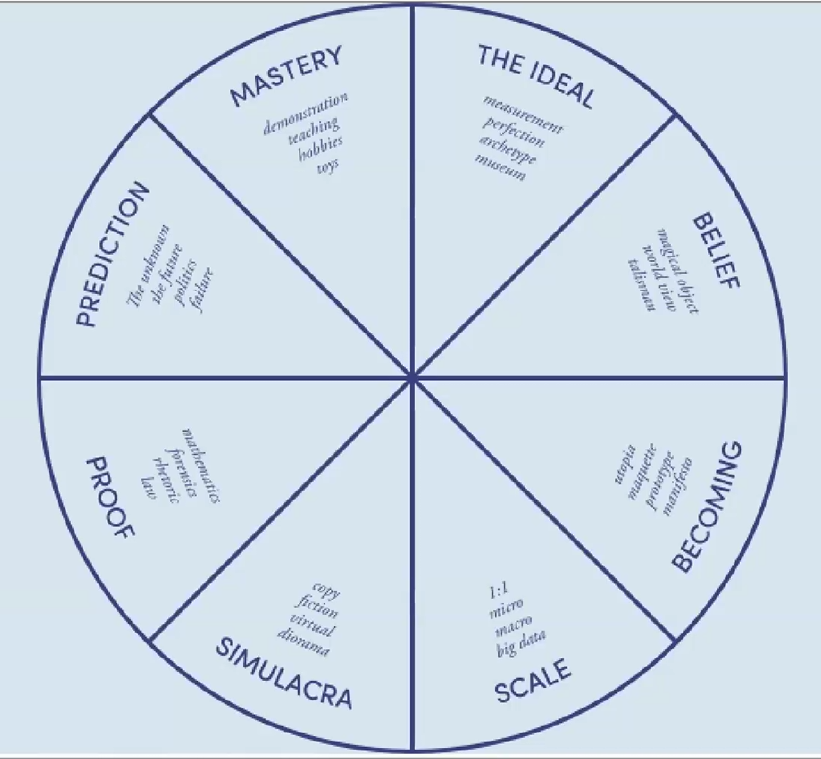 MASTERY
demonstration
teaching
hobbies
toys
THE IDEAL
measurement
perfection
archetype
museum
BELIEF
magical object
world view
talisman
BECOMING
utopia
maquette
prototype
manifesto
SCALE
1:1
micro
macro
big data
SIMULACRA
copy
fiction
virtual
diorama
PROOF
mathematics
forensics
rhetoric
law
PREDICTION
The unknown
the future
politics
failure